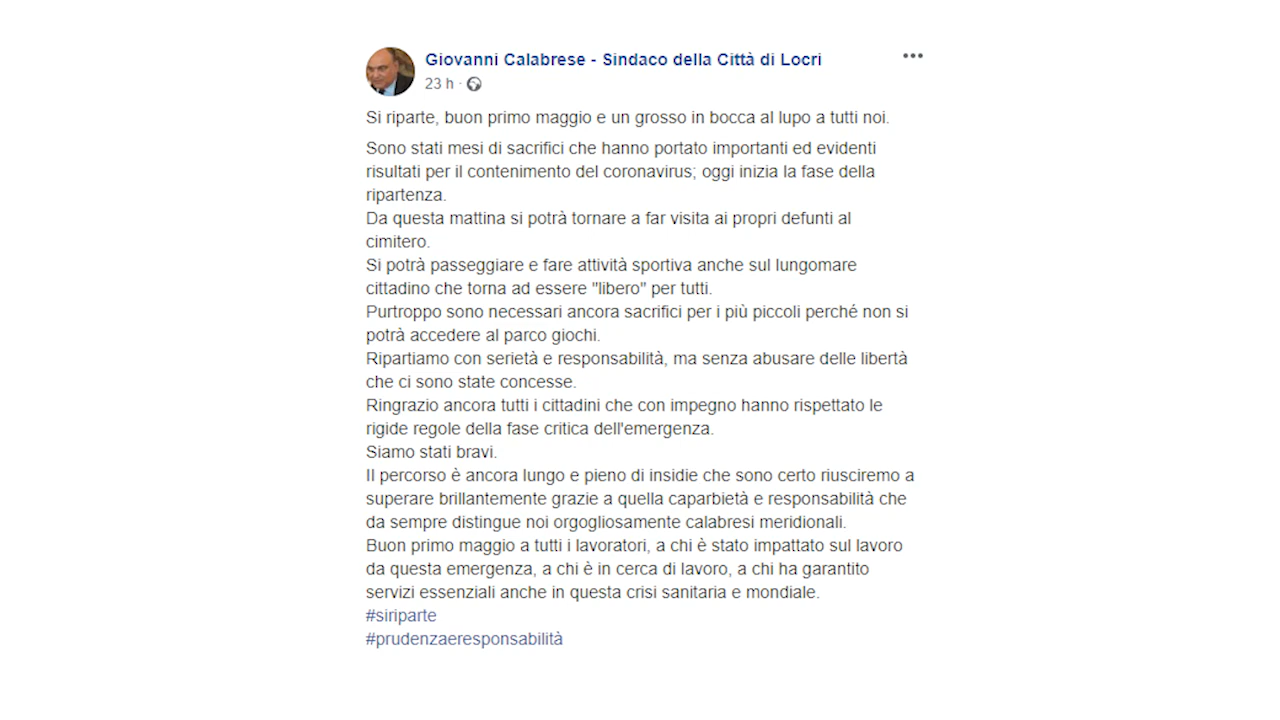 Giovanni Calabrese - Sindaco della Città di Locri
23 h ·
Si riparte, buon primo maggio e un grosso in bocca al lupo a tutti noi.
Sono stati mesi di sacrifici che hanno portato importanti ed evidenti
risultati per il contenimento del coronavirus; oggi inizia la fase della
ripartenza.
Da questa mattina si potrà tornare a far visita ai propri defunti al
cimitero.
Si potrà passeggiare e fare attività sportiva anche sul lungomare
cittadino che torna ad essere "libero" per tutti.
Purtroppo sono necessari ancora sacrifici per i più piccoli perché non si
potrà accedere al parco giochi.
Ripartiamo con serietà e responsabilità, ma senza abusare delle libertà
che ci sono state concesse.
Ringrazio ancora tutti i cittadini che con impegno hanno rispettato le
rigide regole della fase critica dell'emergenza.
Siamo stati bravi.
Il percorso è ancora lungo e pieno di insidie che sono certo riusciremo a
superare brillantemente grazie a quella caparbietà e responsabilità che
da sempre distingue noi orgogliosamente calabresi meridionali.
Buon primo maggio a tutti i lavoratori, a chi è stato impattato sul lavoro
da questa emergenza, a chi è in cerca di lavoro, a chi ha garantito
servizi essenziali anche in questa crisi sanitaria e mondiale.
#siriparte
#prudenzaeresponsabilità